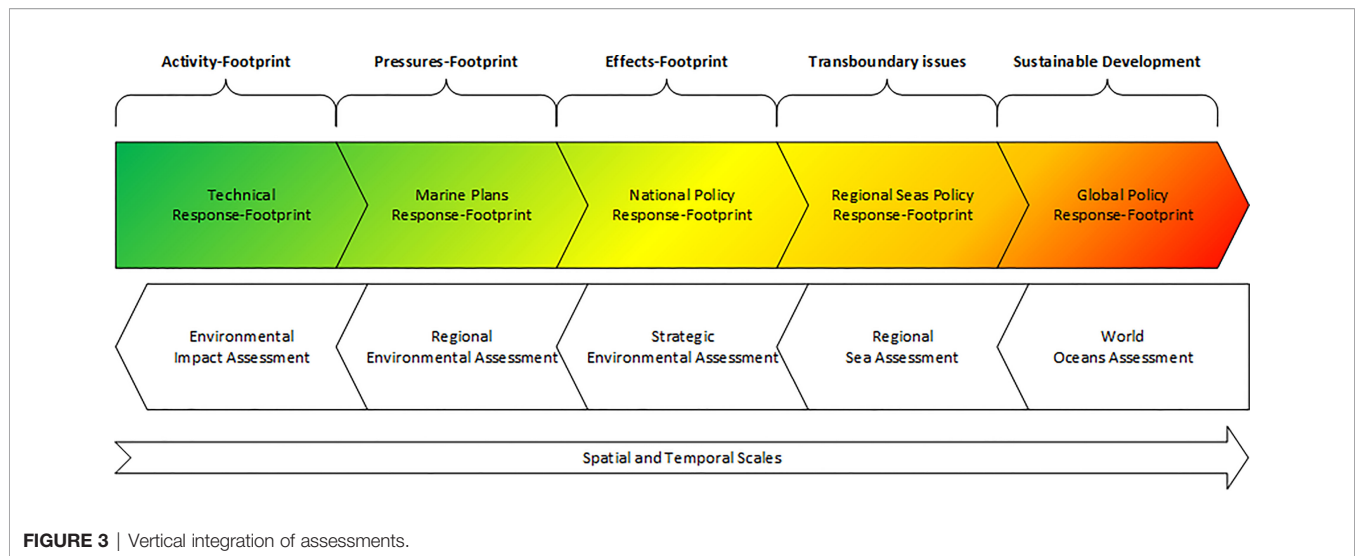 Activity-Footprint
Pressures-Footprint
Effects-Footprint
Transboundary issues
Sustainable Development
Technical
Response-Footprint
Marine Plans
Response-Footprint
National Policy
Response-Footprint
Regional Seas Policy
Response-Footprint
Global Policy
Response-Footprint
Environmental
Impact Assessment
Regional
Environmental Assessment
Strategic
Environmental Assessment
Regional
Sea Assessment
World
Oceans Assessment
Spatial and Temporal Scales
FIGURE 3 | Vertical integration of assessments.